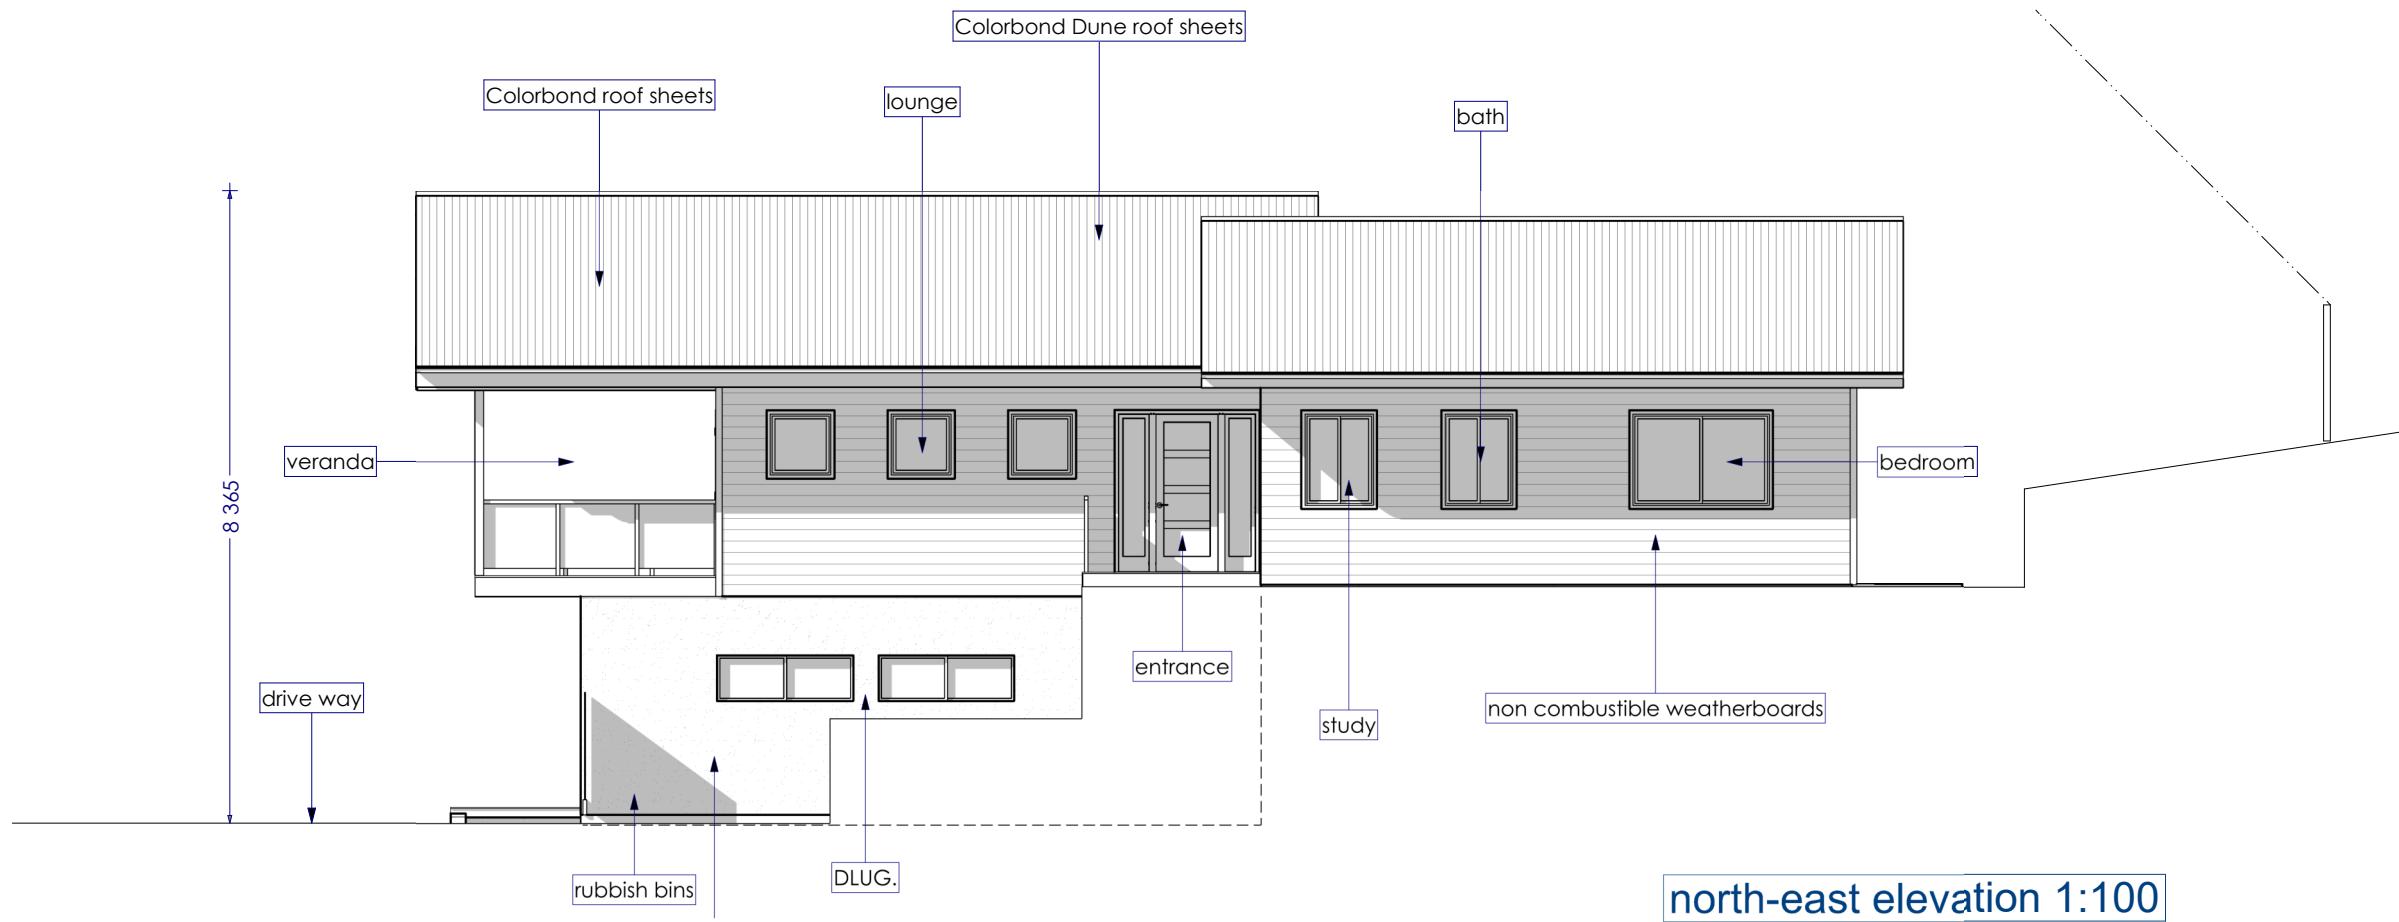 Colorbond Dune roof sheets
Colorbond roof sheets
lounge
bath
veranda
bedroom
8 365
entrance
drive way
study
non combustible weatherboards
rubbish bins
DLUG.
north-east elevation 1:100